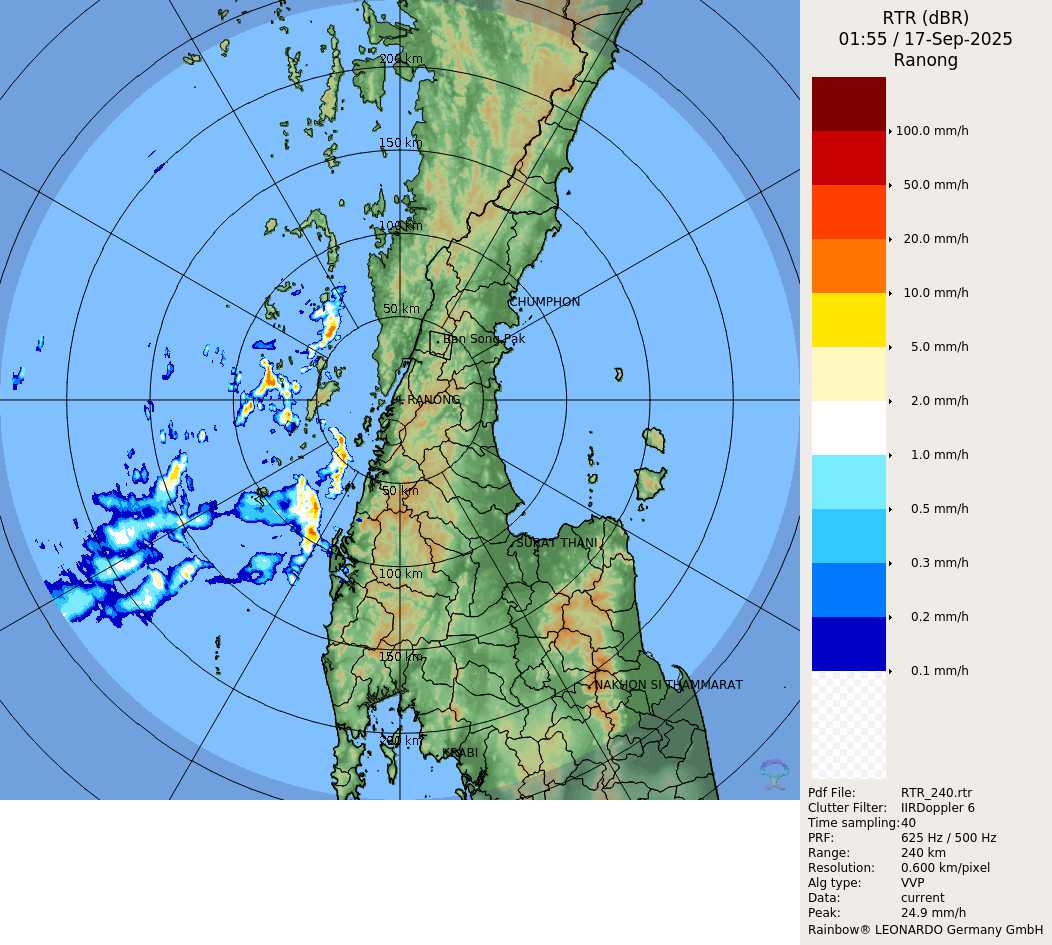 RTR (dBR)
01:55 / 17-Sep-2025
Ranong
200 km
150 km
100 km
50 km
CHUMPHON
Ban Song Pak
RANONG
50 km
SURAT THANI
100 km
150 km
NAKHON SI THAMMARAT
200 km
KRABI
100.0 mm/h
50.0 mm/h
20.0 mm/h
10.0 mm/h
5.0 mm/h
2.0 mm/h
1.0 mm/h
0.5 mm/h
0.3 mm/h
0.2 mm/h
0.1 mm/h
Pdf File: RTR_240.rtr
Clutter Filter: IIRDoppler 6
Time sampling: 40
PRF: 625 Hz / 500 Hz
Range: 240 km
Resolution: 0.600 km/pixel
Alg type: VVP
Data: current
Peak: 24.9 mm/h
Rainbow® LEONARDO Germany GmbH